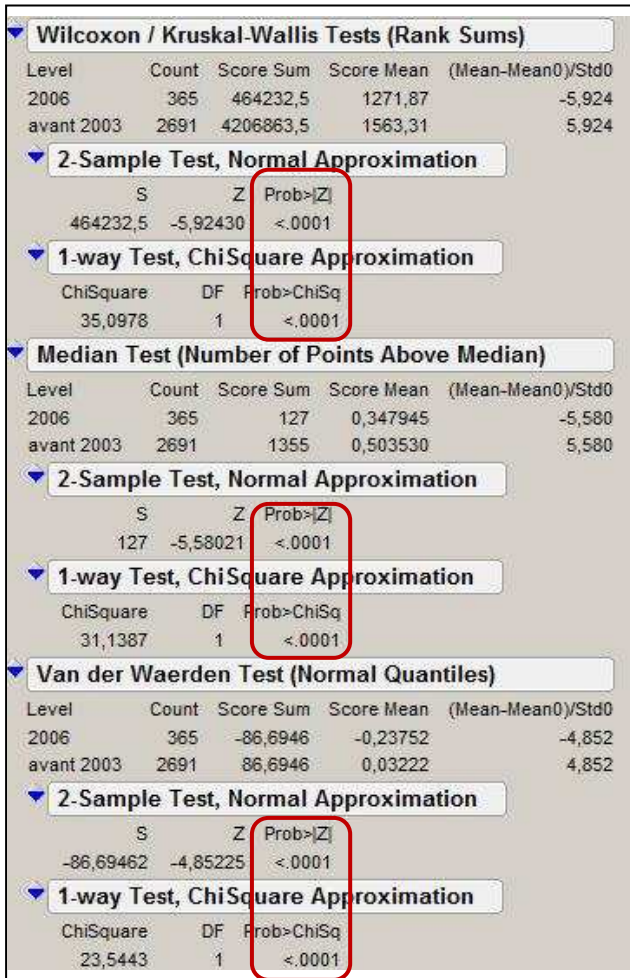 Wilcoxon / Kruskal-Wallis Tests (Rank Sums)
Level Count Score Sum Score Mean (Mean-Mean0)/Std0
2006 365 464232,5 1271,87 -5,924
avant 2003 2691 4206863,5 1563,31 5,924
2-Sample Test, Normal Approximation
S Z Prob>|Z|
464232,5 -5,92430 <.0001
1-way Test, ChiSquare Approximation
ChiSquare DF Prob>ChiSq
35,0978 1 <.0001
Median Test (Number of Points Above Median)
Level Count Score Sum Score Mean (Mean-Mean0)/Std0
2006 365 127 0,347945 -5,580
avant 2003 2691 1355 0,503530 5,580
2-Sample Test, Normal Approximation
S Z Prob>|Z|
127 -5,58021 <.0001
1-way Test, ChiSquare Approximation
ChiSquare DF Prob>ChiSq
31,1387 1 <.0001
Van der Waerden Test (Normal Quantiles)
Level Count Score Sum Score Mean (Mean-Mean0)/Std0
2006 365 -86,6946 -0,23752 -4,852
avant 2003 2691 86,6946 0,03222 4,852
2-Sample Test, Normal Approximation
S Z Prob>|Z|
-86,69462 -4,85225 <.0001
1-way Test, ChiSquare Approximation
ChiSquare DF Prob>ChiSq
23,5443 1 <.0001